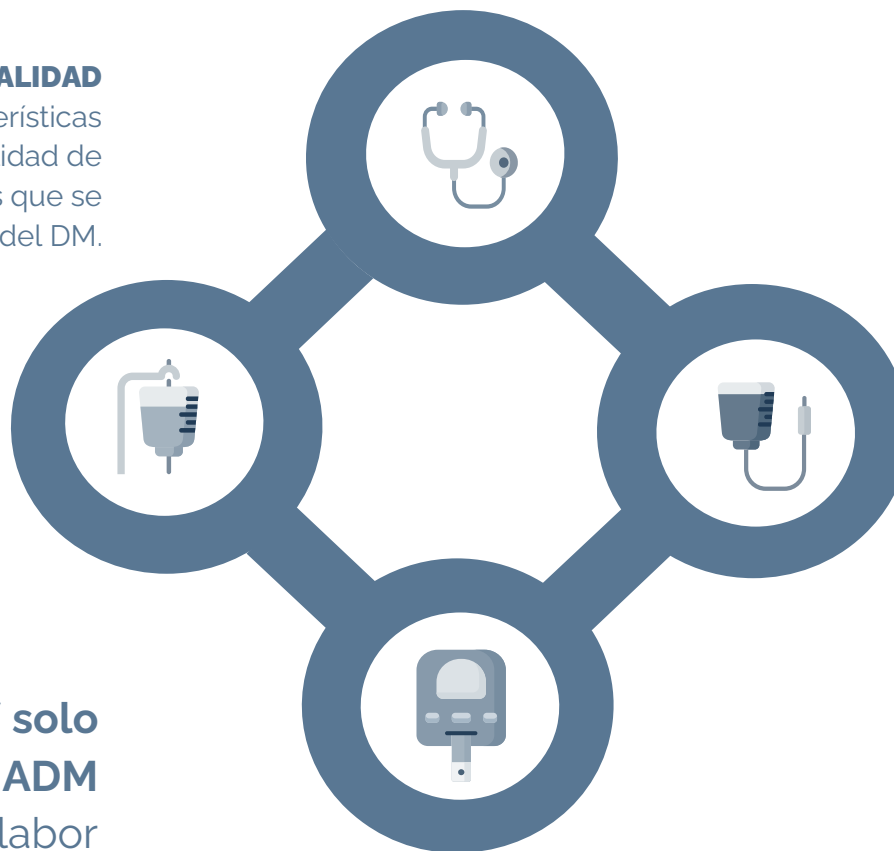 ALIDAD
erísticas
idad de
s que se
del DM.
solo
ADM
labor